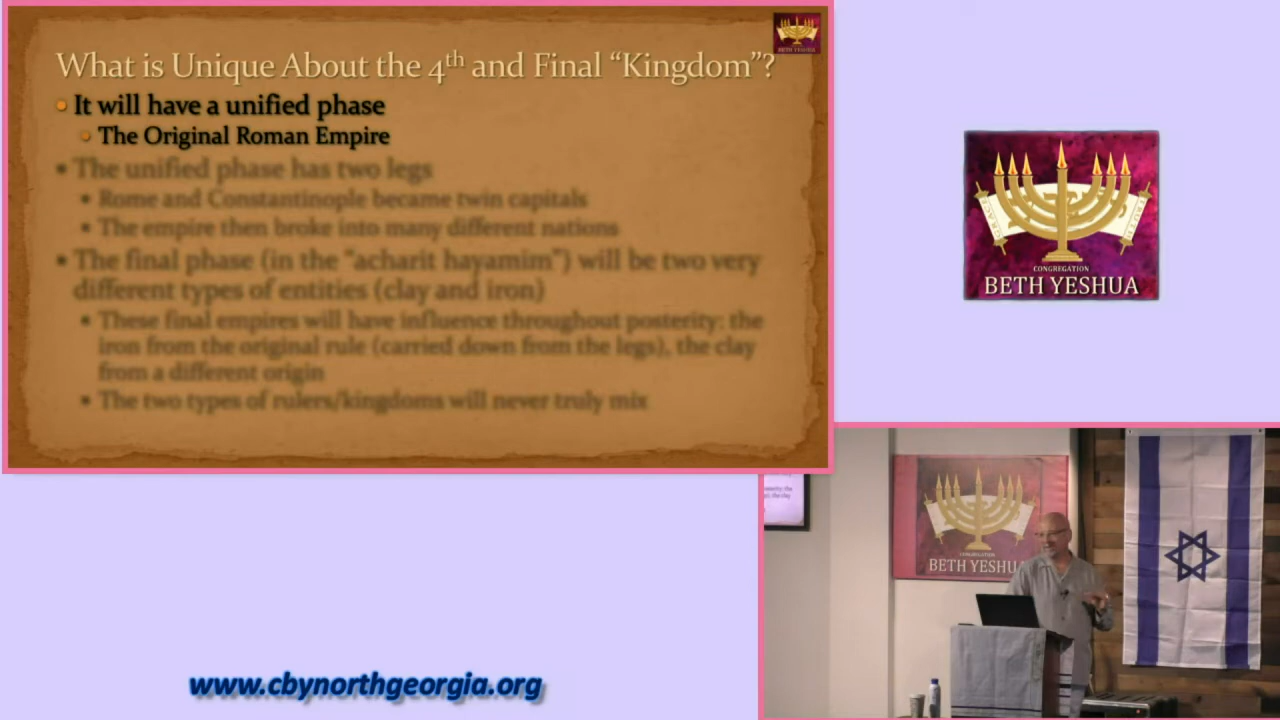 What is Unique About the 4th and Final “Kingdom”?
• It will have a unified phase
• The Original Roman Empire
• The unified phase has two legs
• Rome and Constantinople became twin capitals
• The empire then broke into many different nations
• The final phase (in the “acharit hayamim”) will be two very
different types of entities (clay and iron)
• These final empires will have influence throughout posterity: the
iron from the original rule (carried down from the legs), the clay
from a different origin
• The two types of rulers/kingdoms will never truly mix
BETH YESHUA
GRACE
TRUTH
CONGREGATION
BETH YESHUA
CONGREGATION
BETH YESHUA
www.cbynorthgeorgia.org